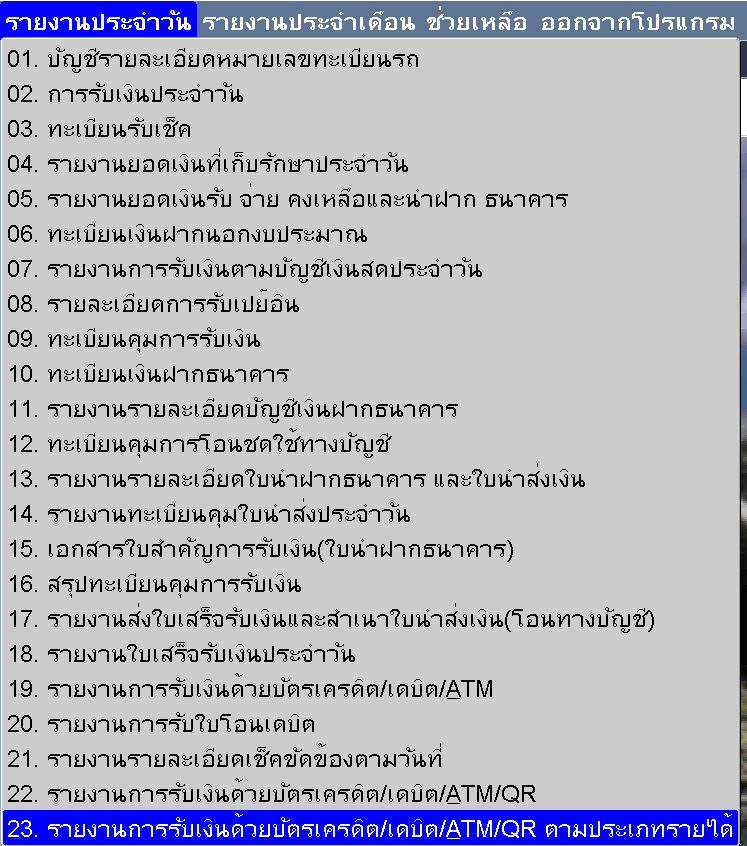 รายงานประจำวัน รายงานประจำเดือน ช่วยเหลือ ออกจากโปรแกรม
01. บัญชีรายละเอียดหมายเลขทะเบียนรถ
02. การรับเงินประจำวัน
03. ทะเบียนรับเช็ค
04. รายงานยอดเงินที่เก็บรักษาประจำวัน
05. รายงานยอดเงินรับ จ่าย คงเหลือและนำฝาก ธนาคาร
06. ทะเบียนเงินฝากนอกงบประมาณ
07. รายงานการรับเงินตามบัญชีเงินสดประจำวัน
08. รายละเอียดการรับเปย์อิน
09. ทะเบียนคุมการรับเงิน
10. ทะเบียนเงินฝากธนาคาร
11. รายงานรายละเอียดบัญชีเงินฝากธนาคาร
12. ทะเบียนคุมการโอนชดใช้ทางบัญชี
13. รายงานรายละเอียดใบนำฝากธนาคาร และใบนำส่งเงิน
14. รายงานทะเบียนคุมใบนำส่งประจำวัน
15. เอกสารใบสำคัญการรับเงิน(ใบนำฝากธนาคาร)
16. สรุปทะเบียนคุมการรับเงิน
17. รายงานส่งใบเสร็จรับเงินและสำเนาใบนำส่งเงิน(โอนทางบัญชี)
18. รายงานใบเสร็จรับเงินประจำวัน
19. รายงานการรับเงินด้วยบัตรเครดิต/เดบิต/ATM
20. รายงานการรับใบโอนเดบิต
21. รายงานรายละเอียดเช็คขัดข้องตามวันที่
22. รายงานการรับเงินด้วยบัตรเครดิต/เดบิต/ATM/QR
23. รายงานการรับเงินด้วยบัตรเครดิต/เดบิต/ATM/QR ตามประเภทรายได้